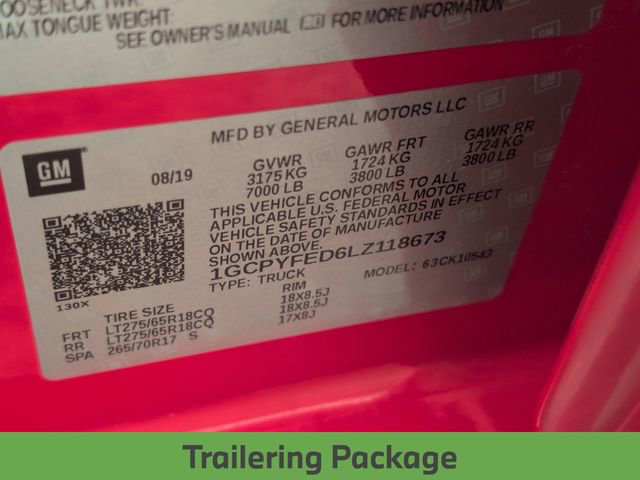 OOSENECK TWR:
MAX TONGUE WEIGHT:
SEE OWNER'S MANUAL FOR MORE INFORMATION
MFD BY GENERAL MOTORS LLC
GM
08/19
GVWR GAWR FRT GAWR RR
3175 KG 1724 KG 1724 KG
7000 LB 3800 LB 3800 LB
THIS VEHICLE CONFORMS TO ALL
APPLICABLE U.S. FEDERAL MOTOR
VEHICLE SAFETY STANDARDS IN EFFECT
ON THE DATE OF MANUFACTURE
SHOWN ABOVE.
1GCPYFED6LZ118673
TYPE: TRUCK MODEL: 63CK10543
130X
TIRE SIZE RIM
FRT LT275/65R18CQ 18X8.5J
RR LT275/65R18CQ 18X8.5J
SPA 265/70R17 S 17X8J
Trailering Package